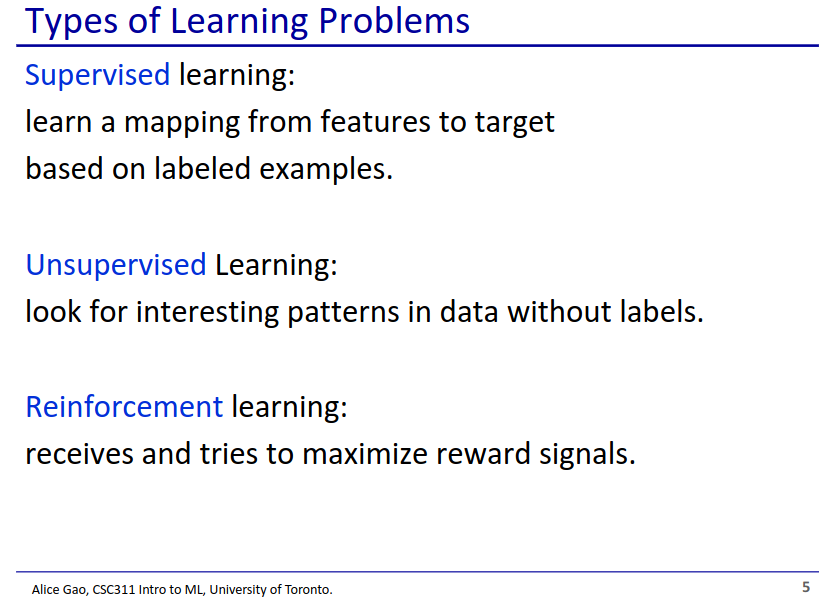 Types of Learning Problems
Supervised learning:
learn a mapping from features to target
based on labeled examples.
Unsupervised Learning:
look for interesting patterns in data without labels.
Reinforcement learning:
receives and tries to maximize reward signals.
Alice Gao, CSC311 Intro to ML, University of Toronto.
5